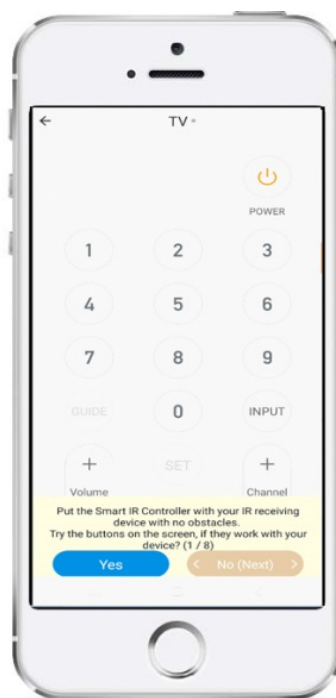 TV
POWER
1 2 3
4 5 6
7 8 9
GUIDE 0 INPUT
+ SET +
Volume Channel
Put the Smart IR Controller with your IR receiving
device with no obstacles.
Try the buttons on the screen, if they work with your
device? (1 / 8)
Yes < No (Next) >